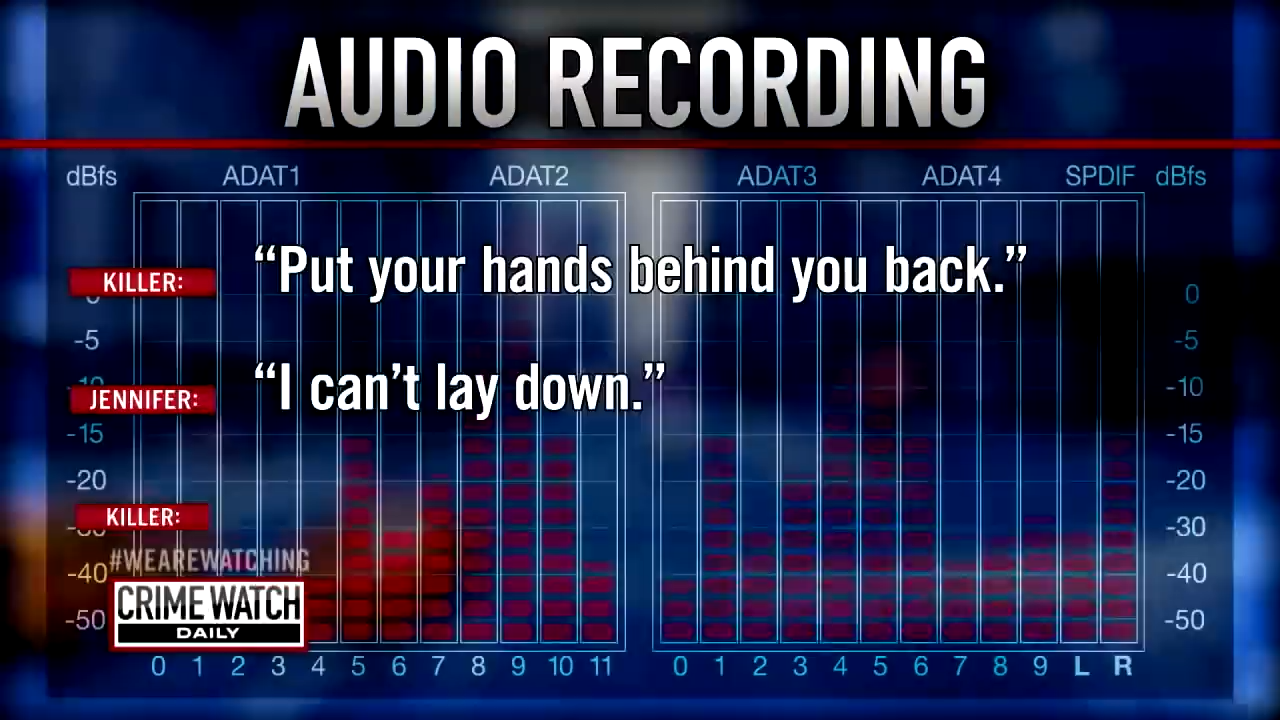 AUDIO RECORDING
dBfs ADAT1 ADAT2 ADAT3 ADAT4 SPDIF dBfs
KILLER: “Put your hands behind you back.”
0 0
-5 -5
JENNIFER: “I can’t lay down.”
-10 -10
-15 -15
-20 -20
KILLER:
-30 -30
#WEAREWATCHING
-40 -40
CRIME WATCH
DAILY
-50 -50
0 1 2 3 4 5 6 7 8 9 10 11 0 1 2 3 4 5 6 7 8 9 L R